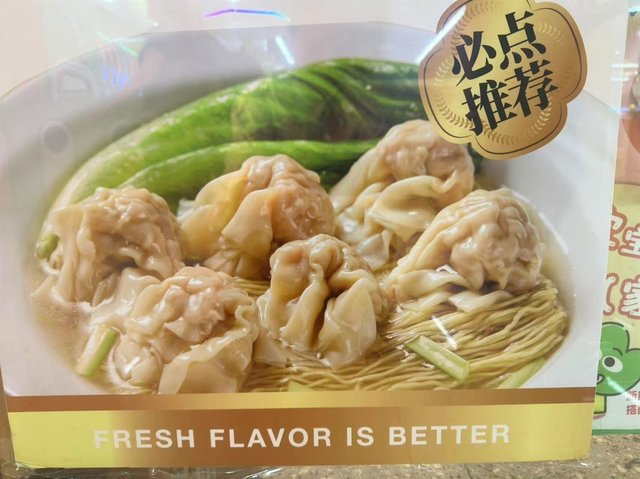 必点
推荐
FRESH FLAVOR IS BETTER